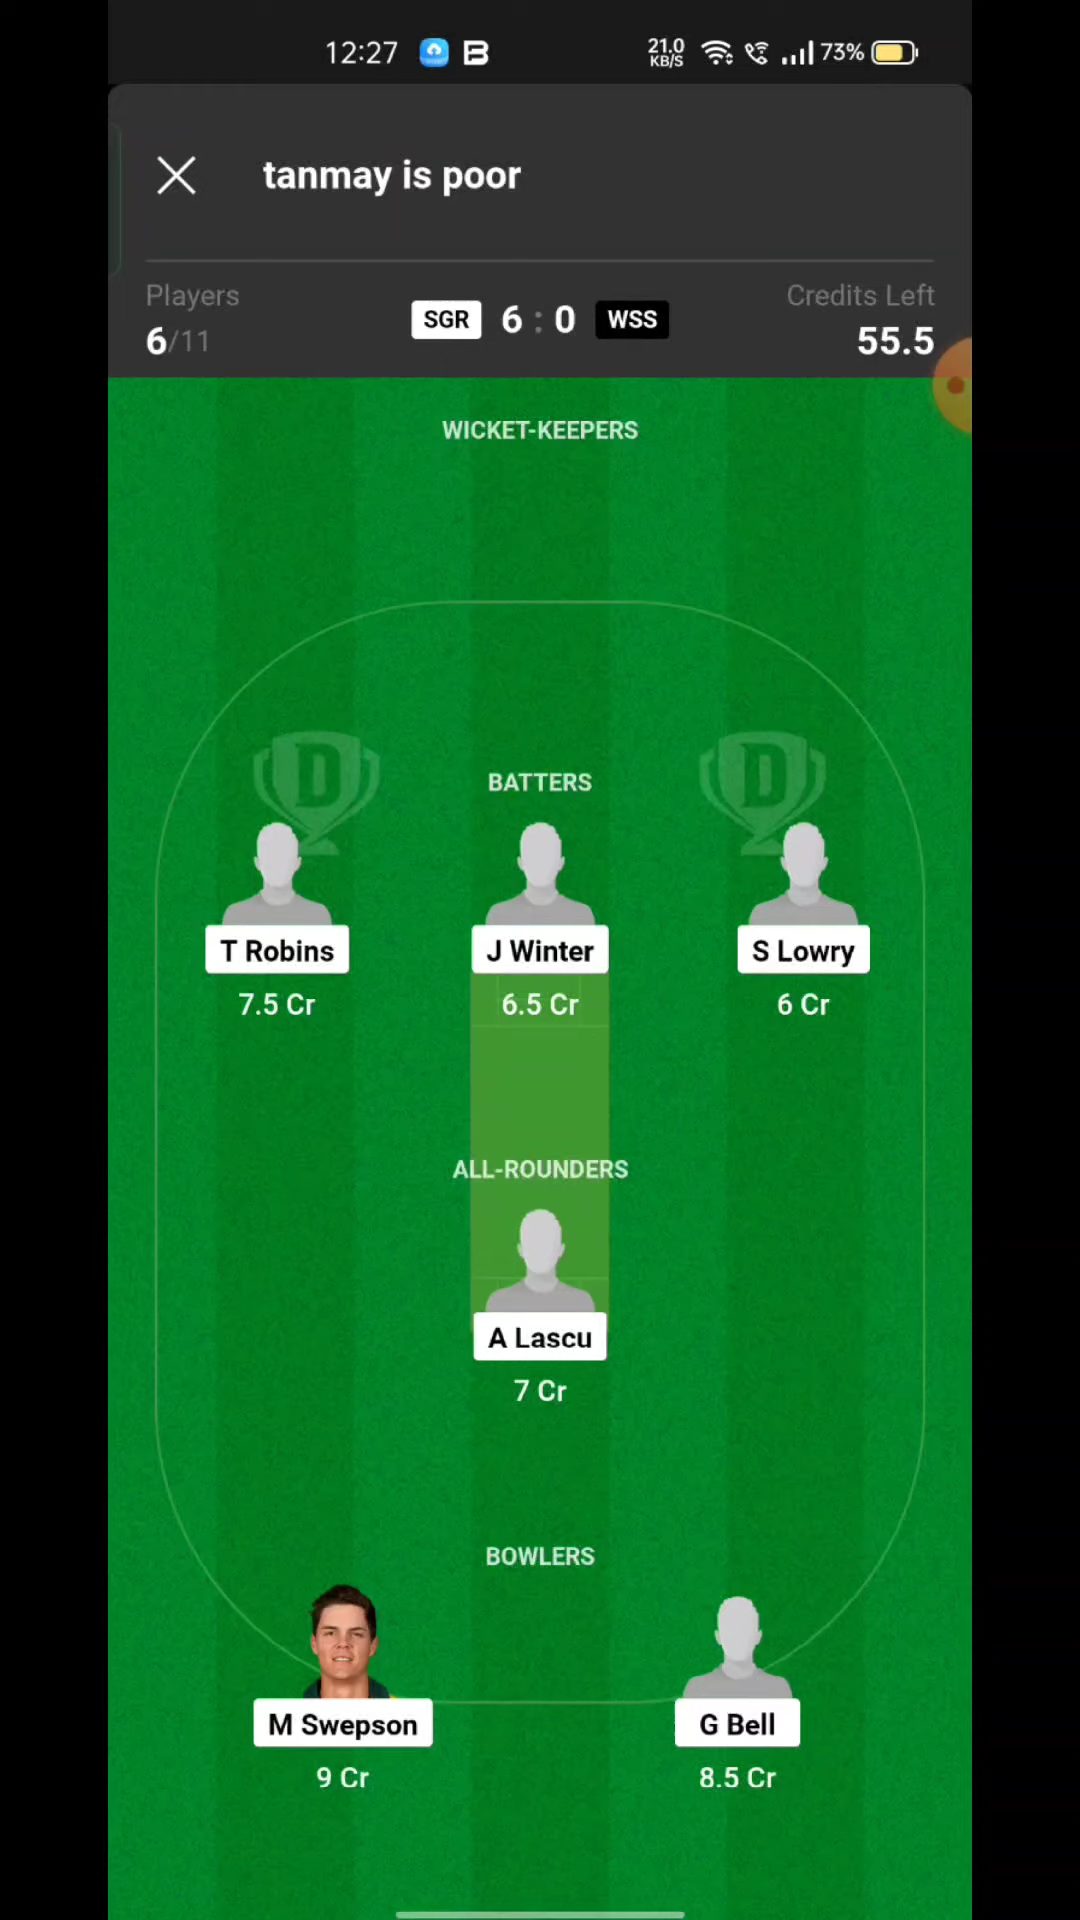 12:27
21.0
KB/S
73%
tanmay is poor
Players
6/11
SGR 6 : 0 WSS
Credits Left
55.5
WICKET-KEEPERS
BATTERS
T Robins
7.5 Cr
J Winter
6.5 Cr
S Lowry
6 Cr
ALL-ROUNDERS
A Lascu
7 Cr
BOWLERS
M Swepson
9 Cr
G Bell
8.5 Cr